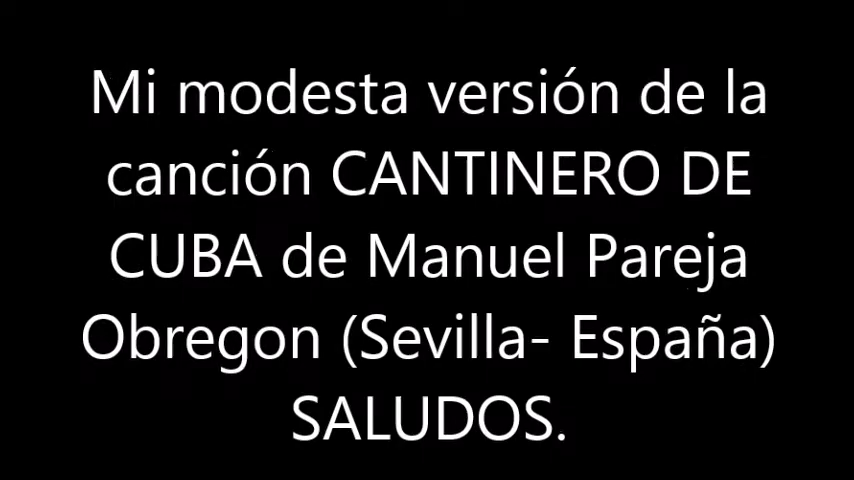 Mi modesta versión de la
canción CANTINERO DE
CUBA de Manuel Pareja
Obregon (Sevilla- España)
SALUDOS.